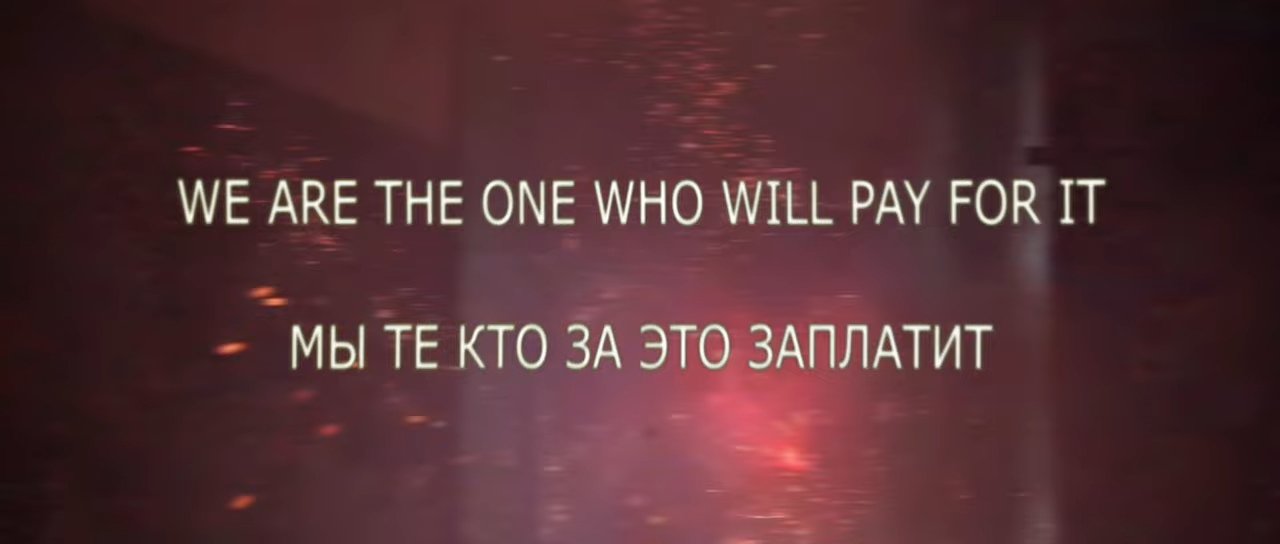 WE ARE THE ONE WHO WILL PAY FOR IT
МЫ ТЕ КТО ЗА ЭТО ЗАПЛАТИТ